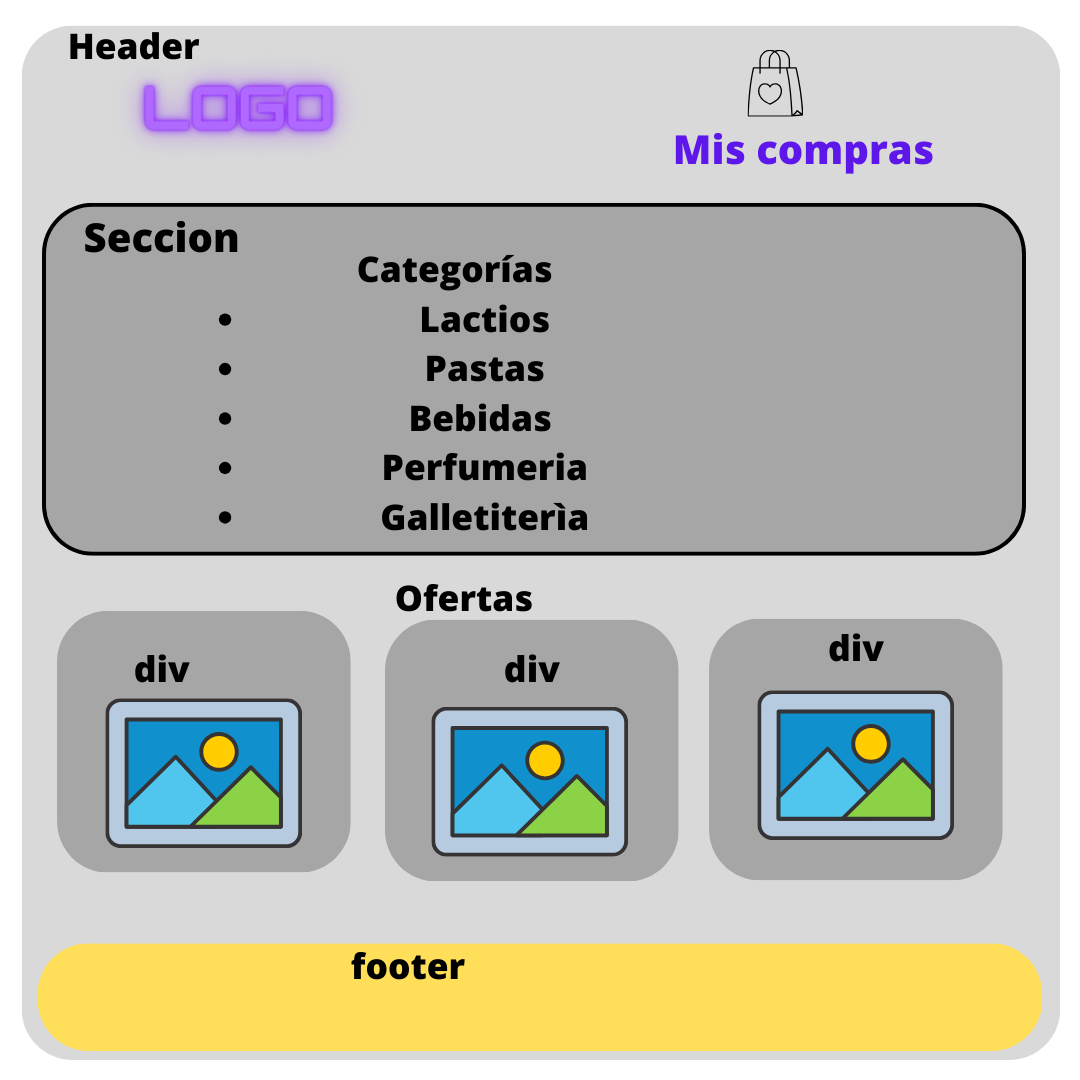 Header
LOGO
Mis compras
Seccion
Categorías
• Lactios
• Pastas
• Bebidas
• Perfumeria
• Galletiterìa
Ofertas
div
div
div
footer